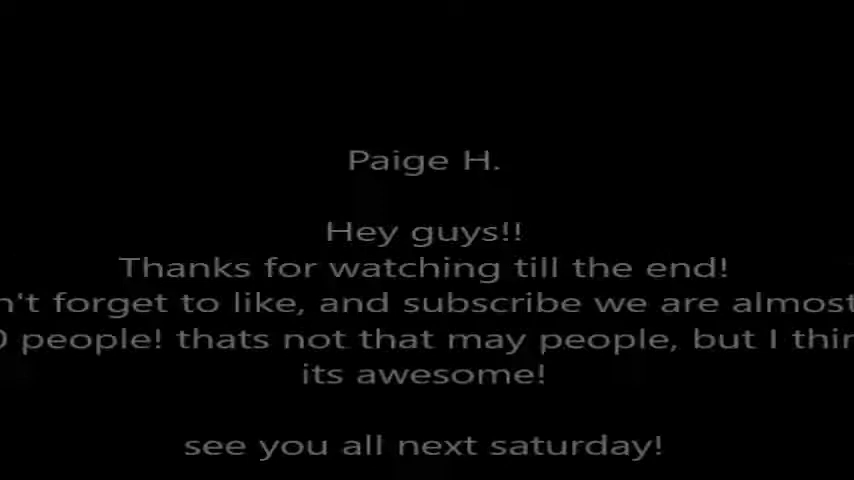 Paige H.
Hey guys!!
Thanks for watching till the end!
n't forget to like, and subscribe we are almost
people! thats not that may people, but I thin
its awesome!
see you all next saturday!